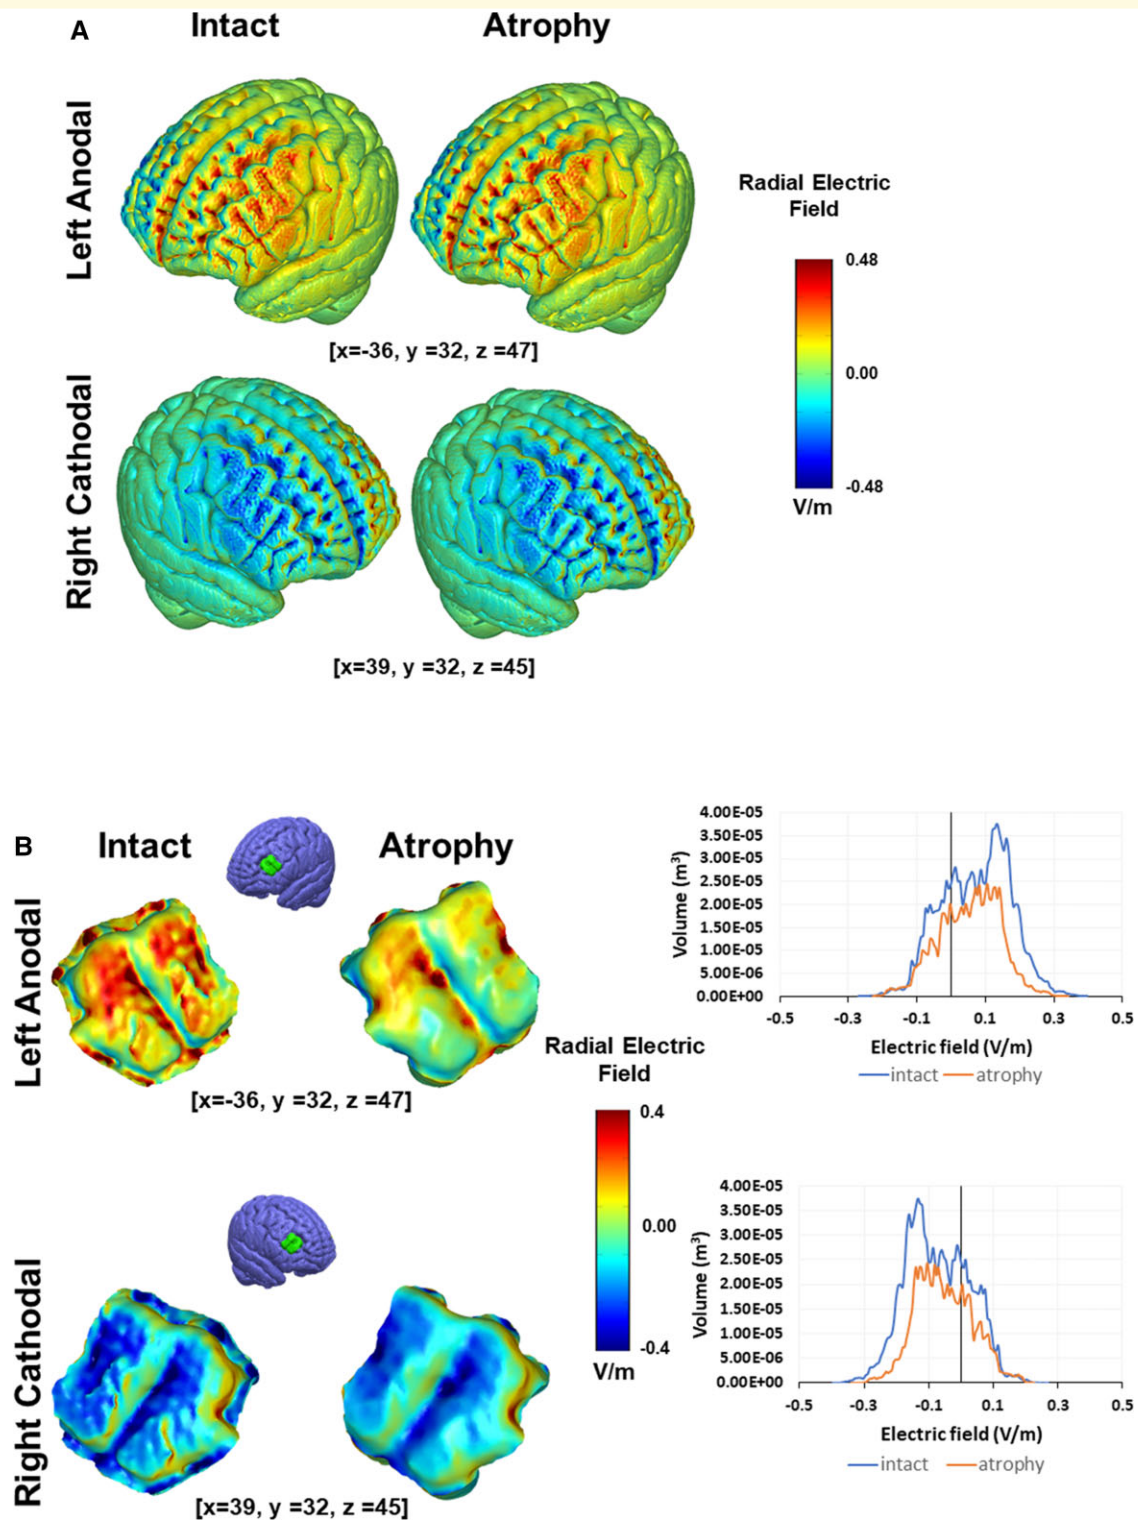 A
Intact
Atrophy
Left Anodal
[x=-36, y =32, z =47]
Right Cathodal
[x=39, y =32, z =45]
Radial Electric
Field
0.48
0.00
-0.48
V/m
B
Intact
Atrophy
Left Anodal
[x=-36, y =32, z =47]
Right Cathodal
[x=39, y =32, z =45]
Radial Electric
Field
0.4
0.00
-0.4
V/m
4.00E-05
3.50E-05
3.00E-05
2.50E-05
2.00E-05
1.50E-05
1.00E-05
5.00E-06
0.00E+00
Volume (m³)
-0.5 -0.3 -0.1 0.1 0.3 0.5
Electric field (V/m)
intact atrophy
4.00E-05
3.50E-05
3.00E-05
2.50E-05
2.00E-05
1.50E-05
1.00E-05
5.00E-06
0.00E+00
Volume (m³)
-0.5 -0.3 -0.1 0.1 0.3 0.5
Electric field (V/m)
intact atrophy